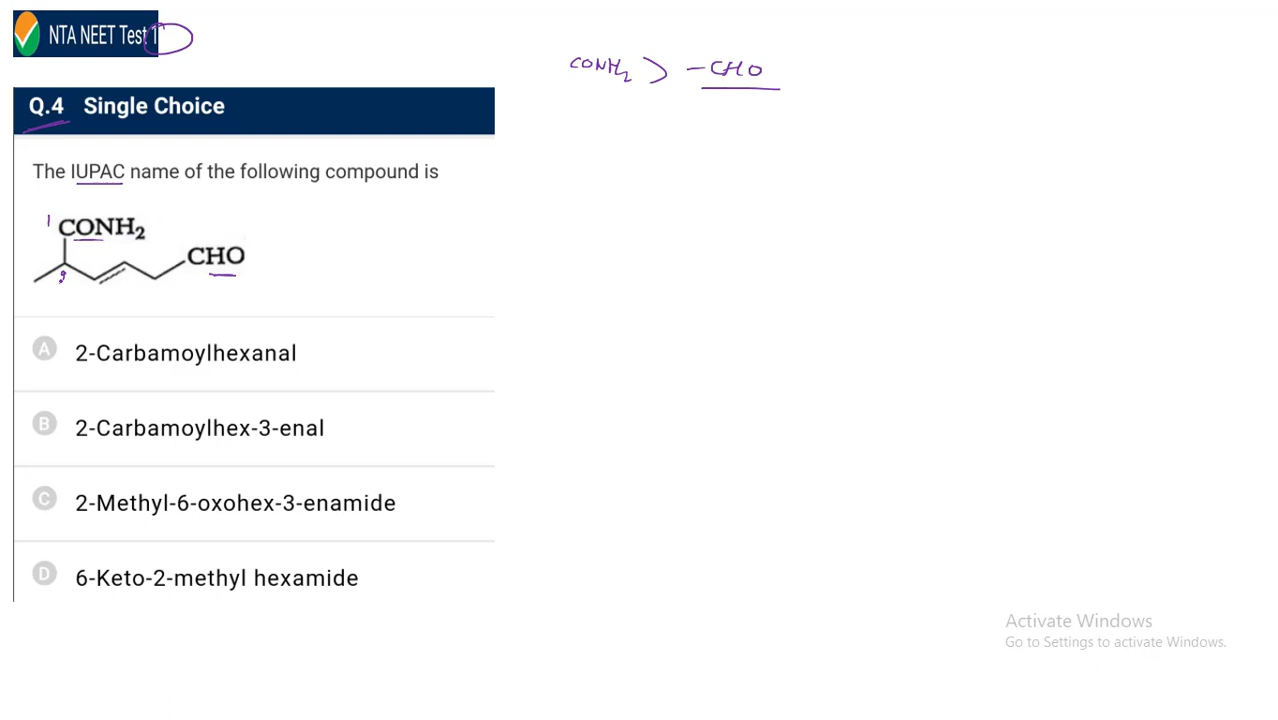 NTA NEET Test 1
CONH₂ > -CHO
Q.4 Single Choice
The IUPAC name of the following compound is
1
CONH₂
CHO
2
A 2-Carbamoylhexanal
B 2-Carbamoylhex-3-enal
C 2-Methyl-6-oxohex-3-enamide
D 6-Keto-2-methyl hexamide
Activate Windows
Go to Settings to activate Windows.